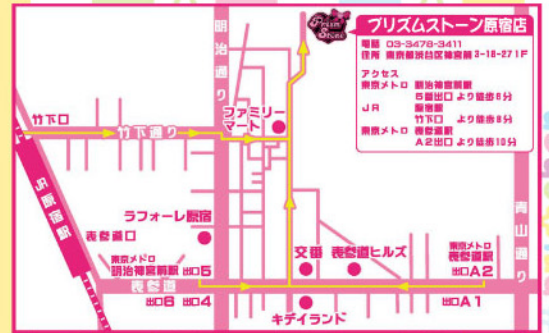 Prism Stone
プリズムストーン原宿店
電話 03-3478-3411
住所 東京都渋谷区神宮前3-18-27 1F
アクセス
東京メトロ 明治神宮前駅
5番出口 より徒歩8分
JR 原宿駅
竹下口 より徒歩8分
東京メトロ 表参道駅
A2出口 より徒歩10分
明治通り
竹下口
竹下通り
ファミリー
マート
JR原宿駅
ラフォーレ原宿
表参道口
東京メトロ
明治神宮前駅 出口5
表参道
出口6 出口4
交番
表参道ヒルズ
キデイランド
東京メトロ
表参道駅
出口A2
出口A1
青山通り